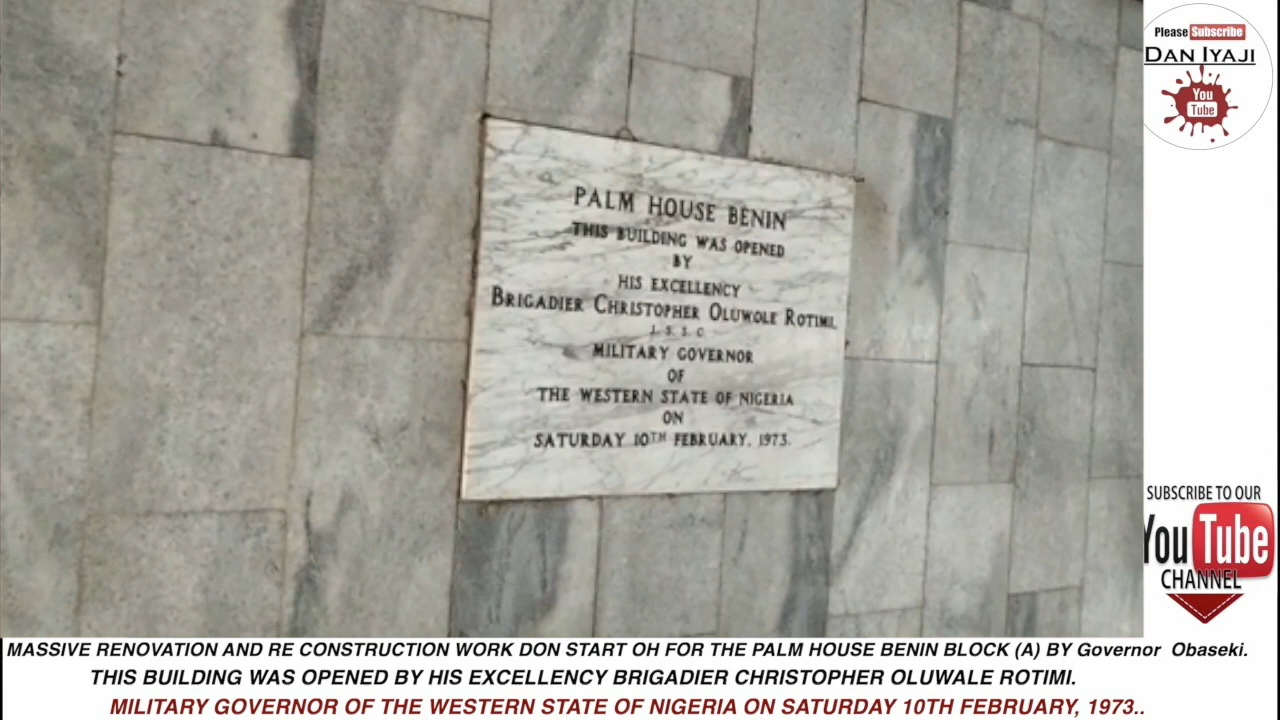 PALM HOUSE BENIN
THIS BUILDING WAS OPENED
BY
HIS EXCELLENCY
BRIGADIER CHRISTOPHER OLUWOLE ROTIMI,
J. S. S. C
MILITARY GOVERNOR
OF
THE WESTERN STATE OF NIGERIA
ON
SATURDAY 10TH FEBRUARY, 1973.
Please Subscribe
DAN IYAJI
You
Tube
SUBSCRIBE TO OUR
YouTube
CHANNEL
MASSIVE RENOVATION AND RE CONSTRUCTION WORK DON START OH FOR THE PALM HOUSE BENIN BLOCK (A) BY Governor Obaseki.
THIS BUILDING WAS OPENED BY HIS EXCELLENCY BRIGADIER CHRISTOPHER OLUWALE ROTIMI.
MILITARY GOVERNOR OF THE WESTERN STATE OF NIGERIA ON SATURDAY 10TH FEBRUARY, 1973..